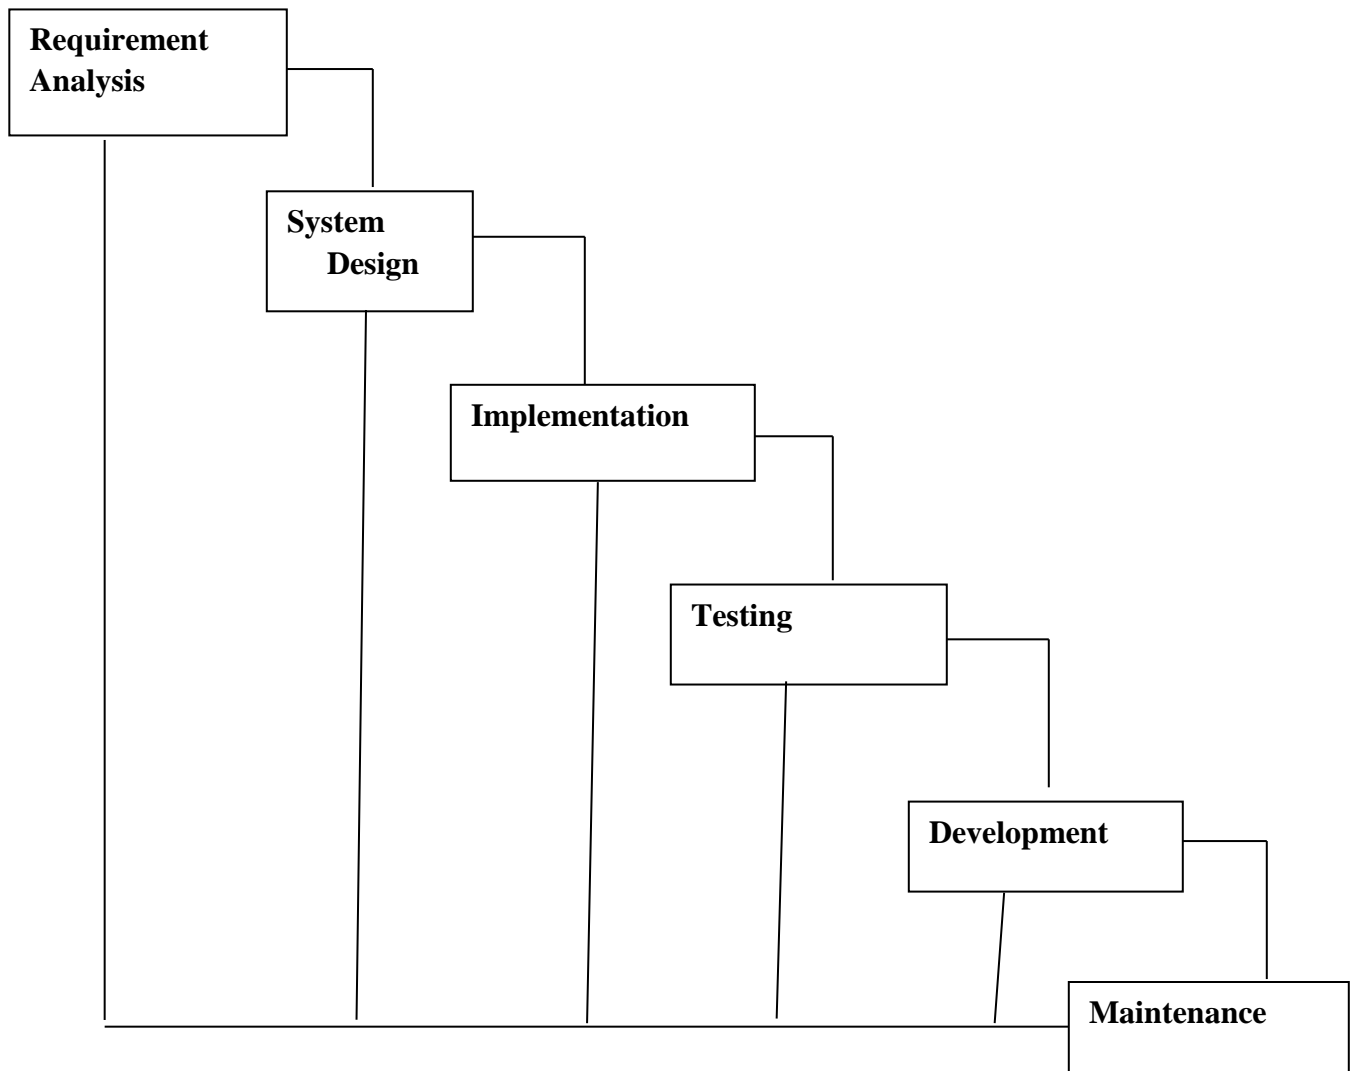 Requirement
Analysis
System
Design
Implementation
Testing
Development
Maintenance